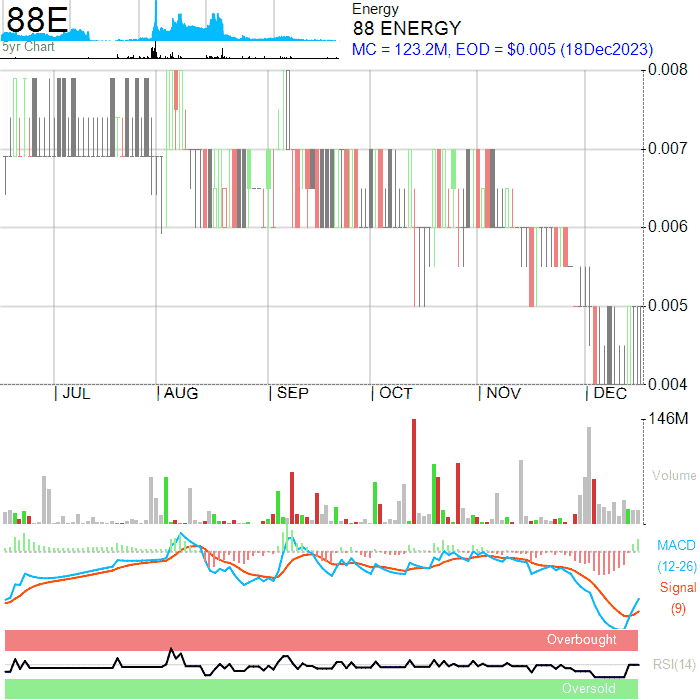 88E
5yr Chart
Energy
88 ENERGY
MC = 123.2M, EOD = $0.005 (18Dec2023)
0.008
0.007
0.006
0.005
0.004
| JUL | AUG | SEP | OCT | NOV | DEC
146M
Volume
MACD
(12-26)
Signal
(9)
Overbought
RSI(14)
Oversold